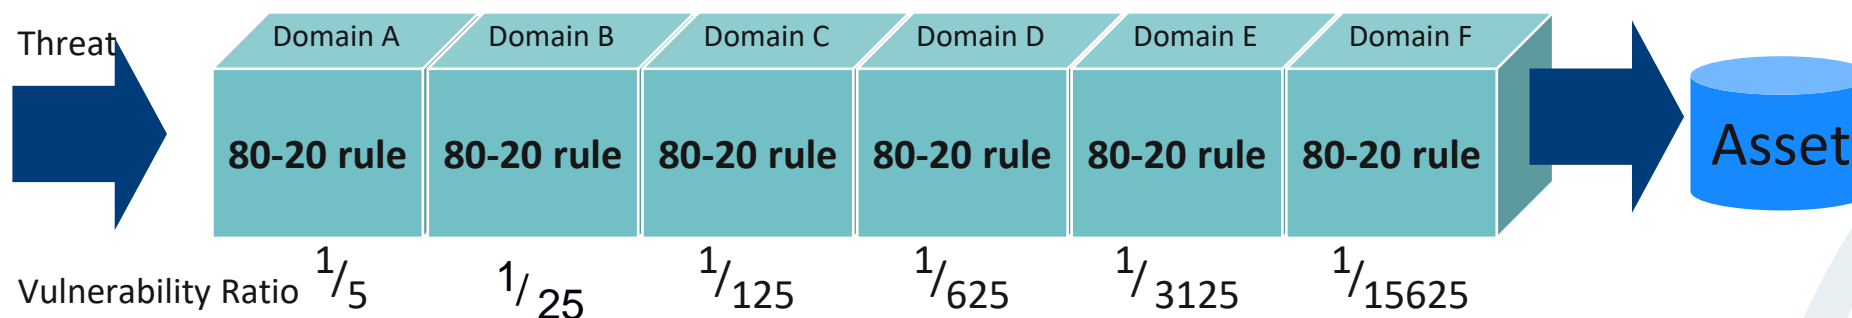 Threat
Domain A Domain B Domain C Domain D Domain E Domain F
80-20 rule 80-20 rule 80-20 rule 80-20 rule 80-20 rule 80-20 rule
Asset
Vulnerability Ratio 1/5 1/25 1/125 1/625 1/3125 1/15625